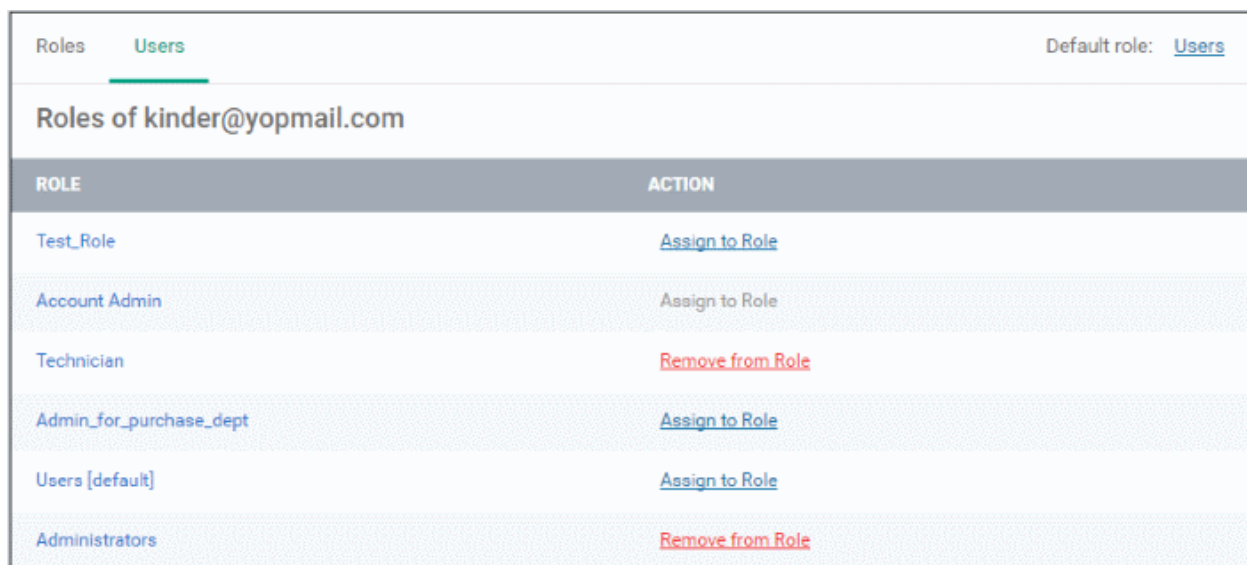 Roles Users Default role: Users
Roles of kinder@yopmail.com
ROLE ACTION
Test_Role Assign to Role
Account Admin Assign to Role
Technician Remove from Role
Admin_for_purchase_dept Assign to Role
Users [default] Assign to Role
Administrators Remove from Role